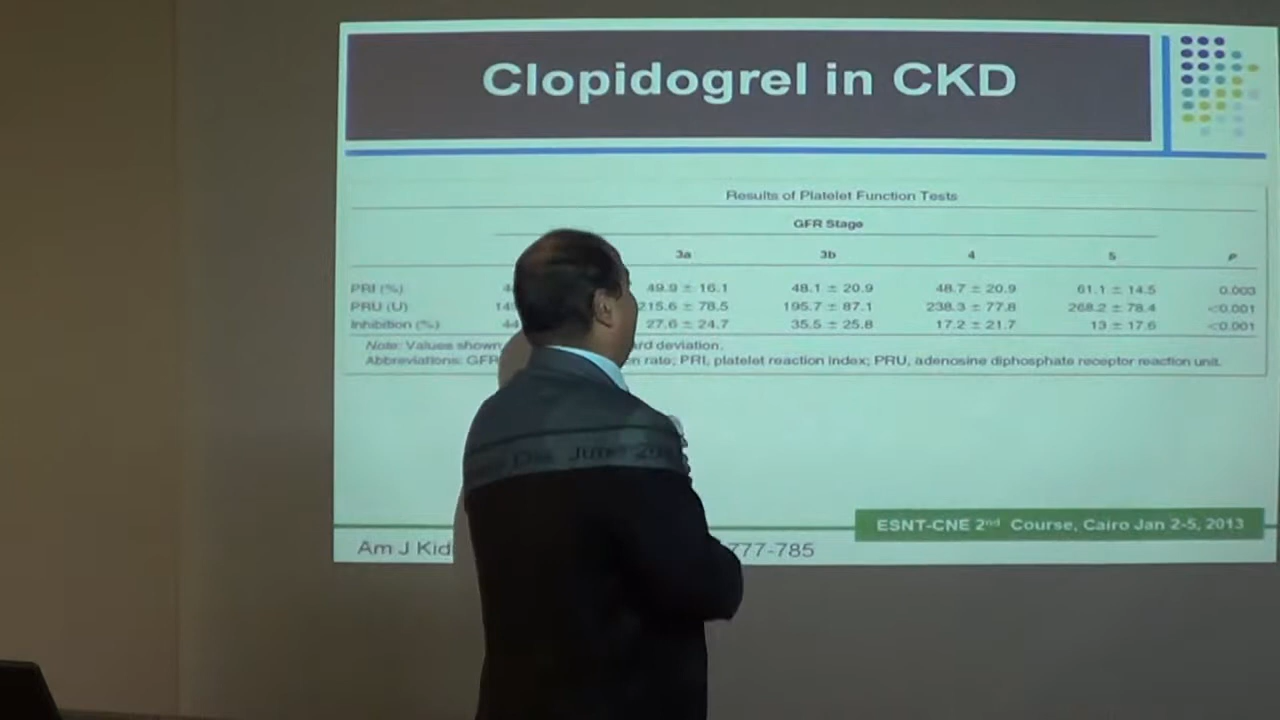 Clopidogrel in CKD
Results of Platelet Function Tests
GFR Stage
3a 3b 4 5 P
PRI (%) 49.9 ± 16.1 48.1 ± 20.9 48.7 ± 20.9 61.1 ± 14.5 0.003
PRU (U) 215.6 ± 78.5 195.7 ± 87.1 238.3 ± 77.8 268.2 ± 78.4 <0.001
Inhibition (%) 44 27.6 ± 24.7 35.5 ± 25.8 17.2 ± 21.7 13 ± 17.6 <0.001
Note: Values shown rd deviation.
Abbreviations: GFR n rate; PRI, platelet reaction index; PRU, adenosine diphosphate receptor reaction unit.
June
ESNT-CNE 2nd Course, Cairo Jan 2-5, 2013
Am J Kid 777-785